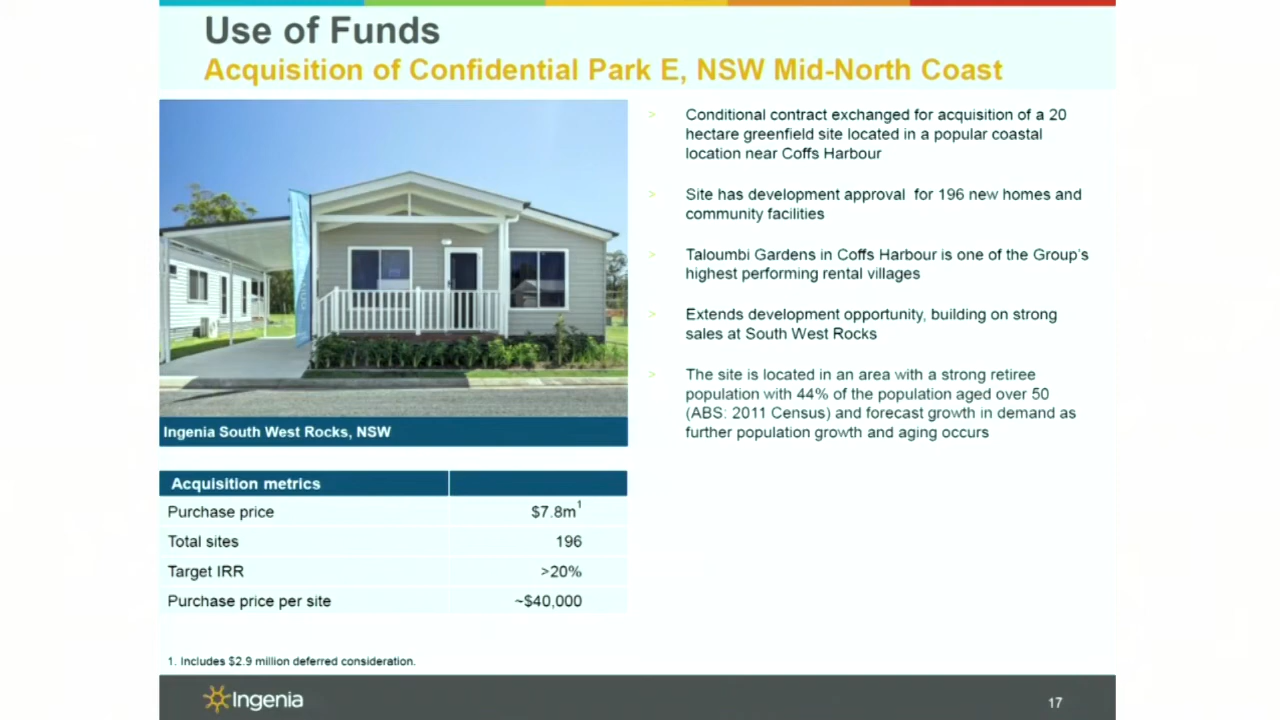 Use of Funds
Acquisition of Confidential Park E, NSW Mid-North Coast
> Conditional contract exchanged for acquisition of a 20
hectare greenfield site located in a popular coastal
location near Coffs Harbour
> Site has development approval for 196 new homes and
community facilities
> Taloumbi Gardens in Coffs Harbour is one of the Group's
highest performing rental villages
> Extends development opportunity, building on strong
sales at South West Rocks
> The site is located in an area with a strong retiree
population with 44% of the population aged over 50
(ABS: 2011 Census) and forecast growth in demand as
further population growth and aging occurs
Ingenia South West Rocks, NSW
Acquisition metrics
Purchase price $7.8m1
Total sites 196
Target IRR >20%
Purchase price per site ~$40,000
1. Includes $2.9 million deferred consideration.
Ingenia
17